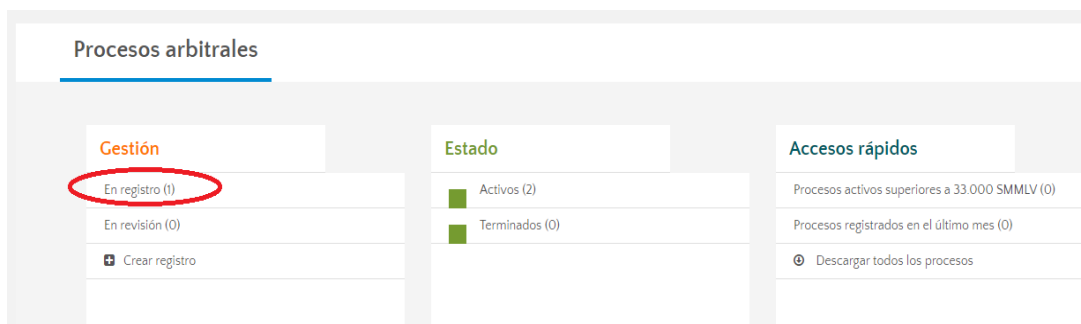 Procesos arbitrales
Gestión
En registro (1)
En revisión (0)
Crear registro
Estado
Activos (2)
Terminados (0)
Accesos rápidos
Procesos activos superiores a 33.000 SMMLV (0)
Procesos registrados en el último mes (0)
Descargar todos los procesos